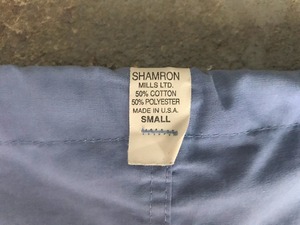 SHAMRON
MILLS LTD.
50% COTTON
50% POLYESTER
MADE IN U.S.A.
SMALL